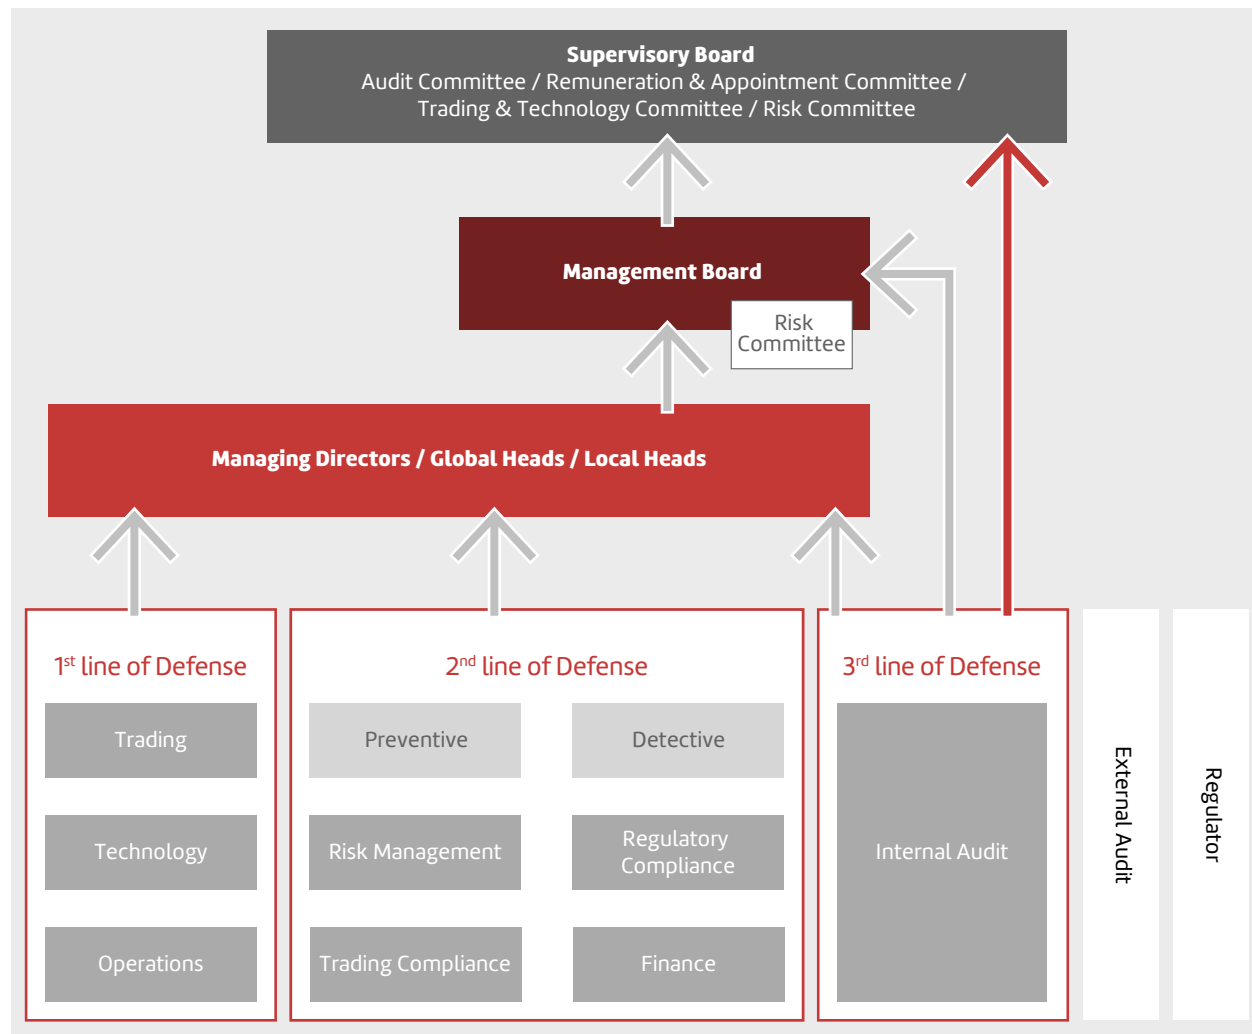 Supervisory Board
Audit Committee / Remuneration & Appointment Committee /
Trading & Technology Committee / Risk Committee
Management Board
Risk
Committee
Managing Directors / Global Heads / Local Heads
1st line of Defense
Trading
Technology
Operations
2nd line of Defense
Preventive
Detective
Risk Management
Regulatory
Compliance
Trading Compliance
Finance
3rd line of Defense
Internal Audit
External Audit
Regulator